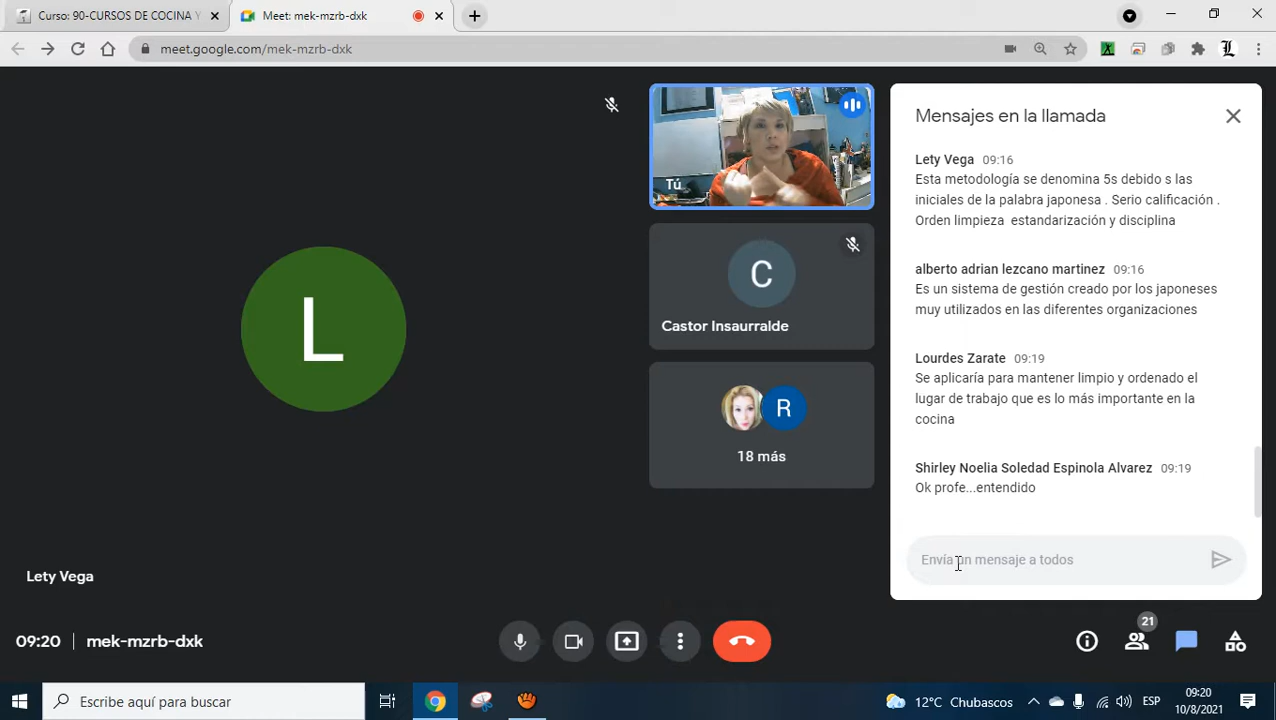 Curso: 90-CURSOS DE COCINA Y
Meet: mek-mzrb-dxk
meet.google.com/mek-mzrb-dxk
L
Lety Vega
Tú
C
Castor Insaurralde
R
18 más
Mensajes en la llamada
Lety Vega 09:16
Esta metodología se denomina 5s debido s las
iniciales de la palabra japonesa . Serio calificación .
Orden limpieza estandarización y disciplina
alberto adrian lezcano martinez 09:16
Es un sistema de gestión creado por los japoneses
muy utilizados en las diferentes organizaciones
Lourdes Zarate 09:19
Se aplicaría para mantener limpio y ordenado el
lugar de trabajo que es lo más importante en la
cocina
Shirley Noelia Soledad Espinola Alvarez 09:19
Ok profe...entendido
Envía un mensaje a todos
09:20 | mek-mzrb-dxk
21
Escribe aquí para buscar
12°C Chubascos
ESP
09:20
10/8/2021